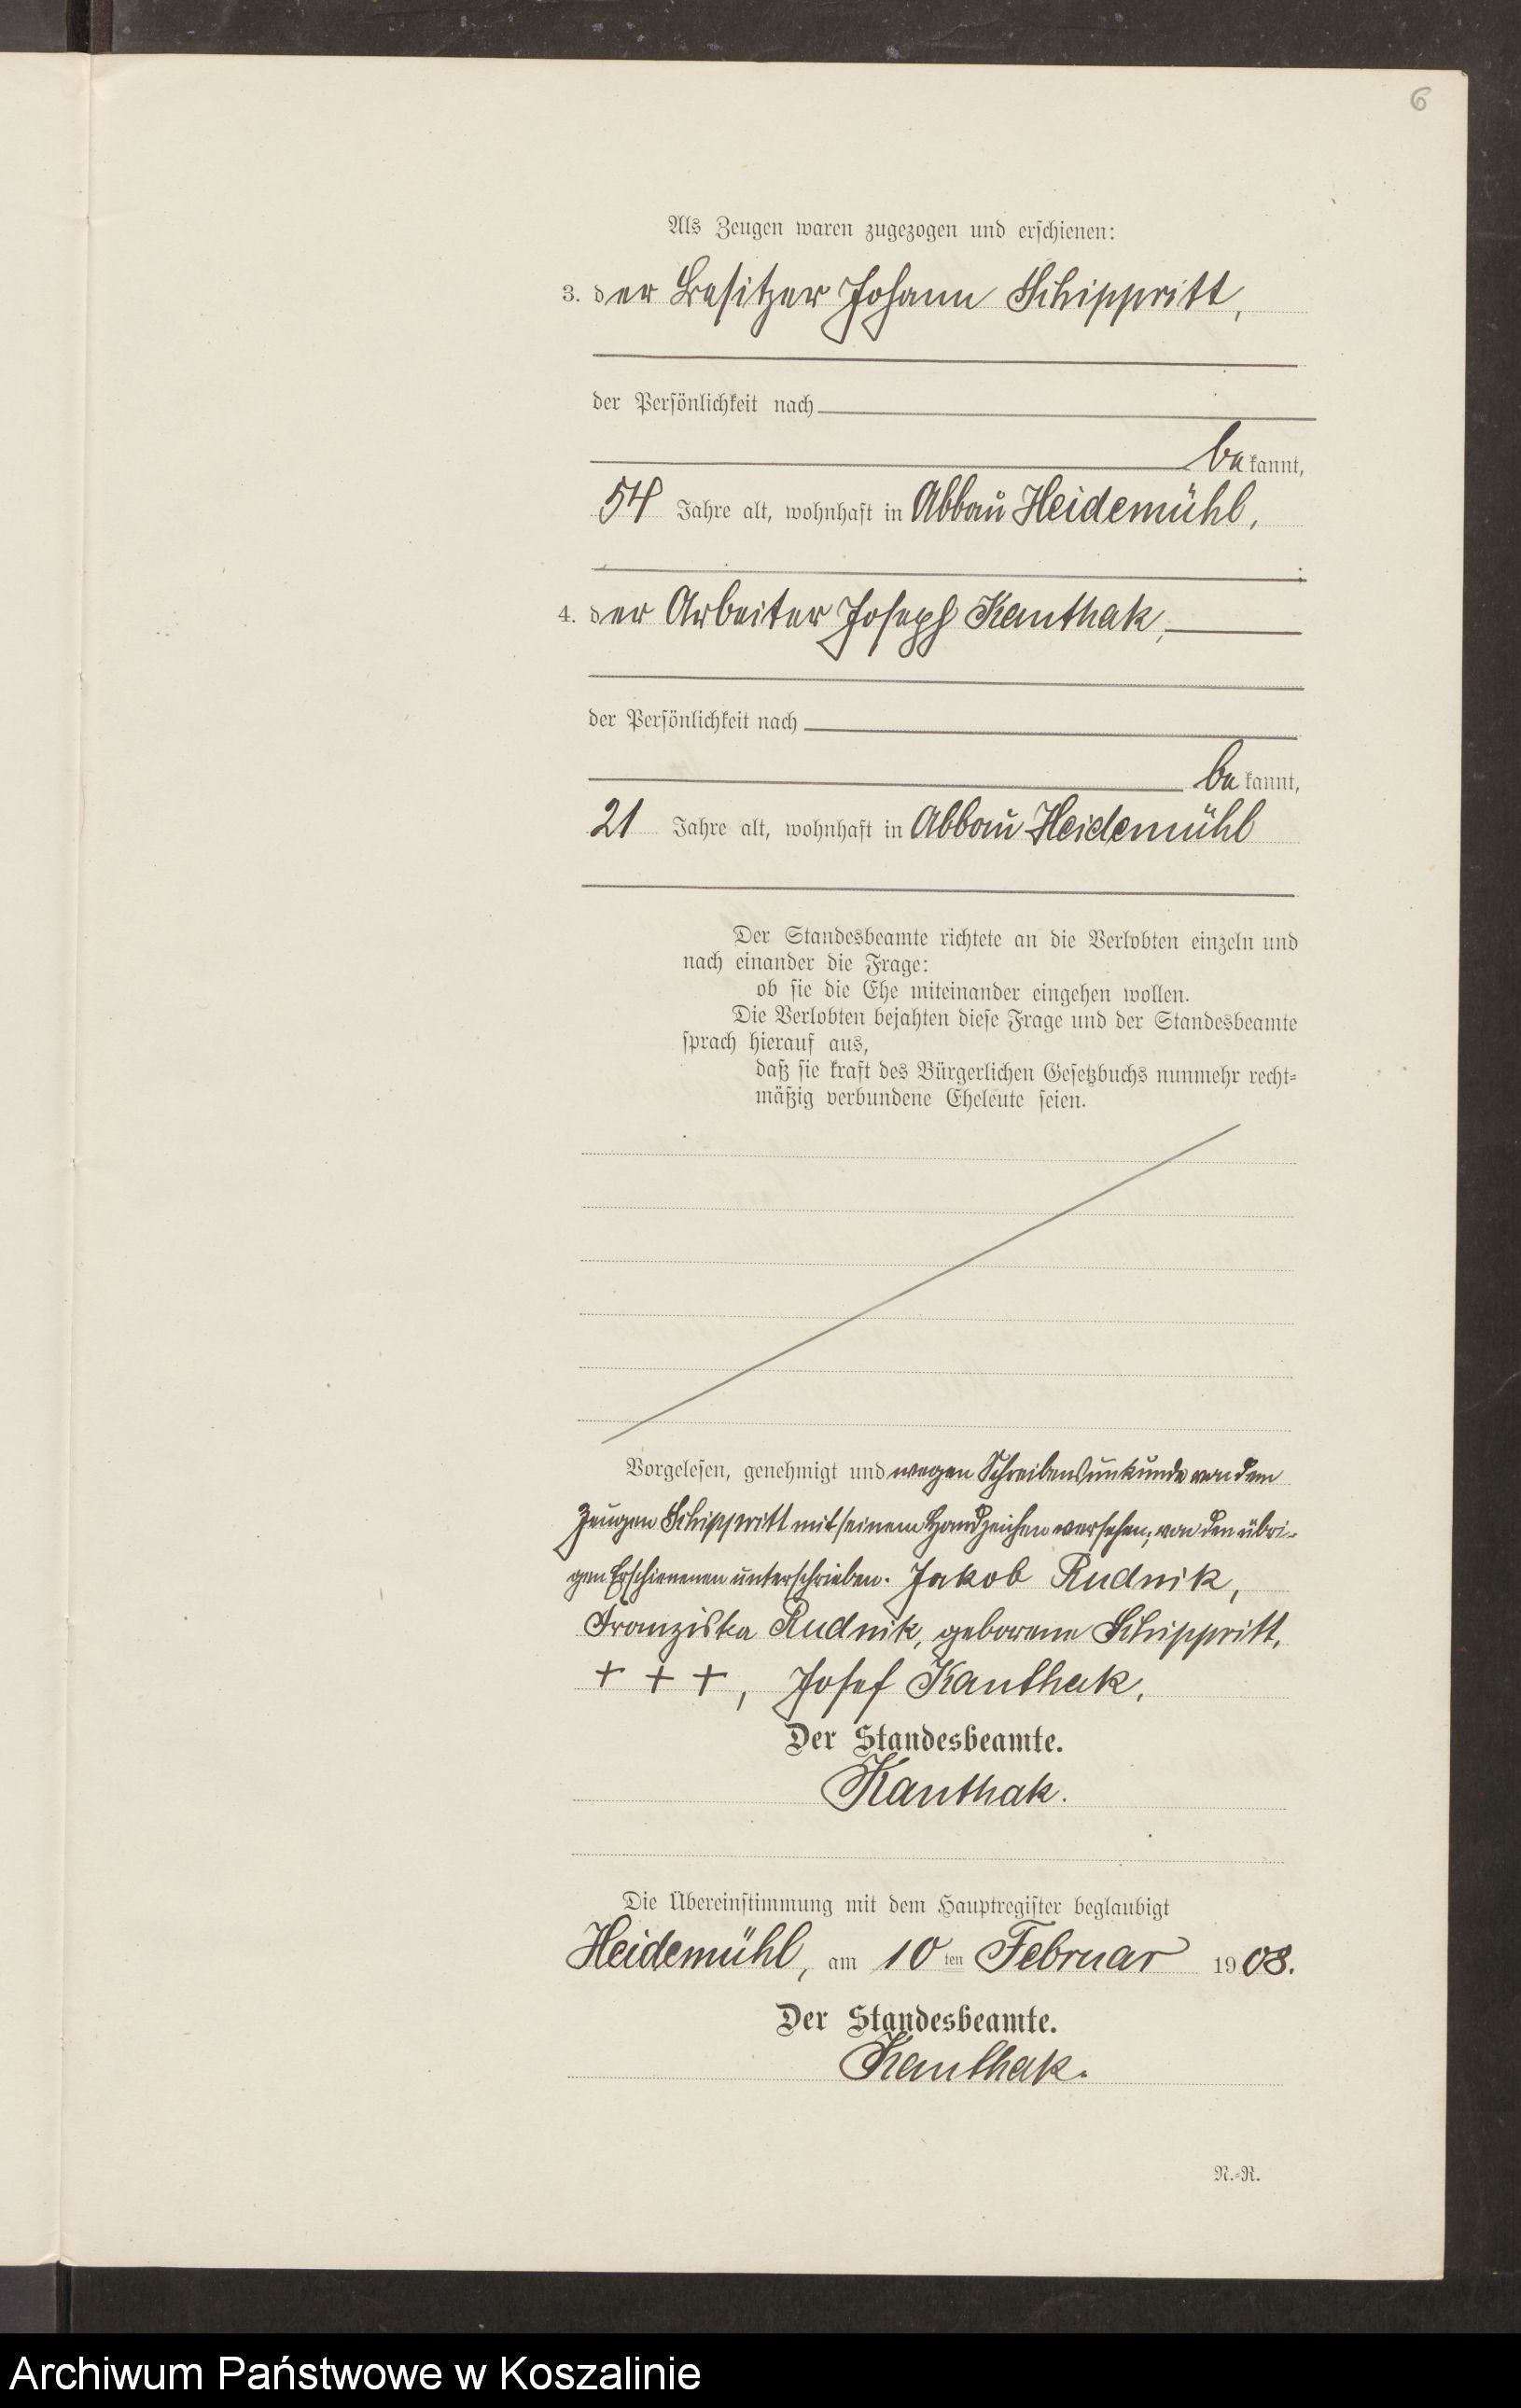 6
Als Zeugen waren zugezogen und erschienen:
3. der Besitzer Johann Schippritt,
der Persönlichkeit nach
bekannt,
54 Jahre alt, wohnhaft in Abbau Heidemühl,
4. der Arbeiter Joseph Kanthak,
der Persönlichkeit nach
bekannt,
21 Jahre alt, wohnhaft in Abbau Heidemühl
Der Standesbeamte richtete an die Verlobten einzeln und
nach einander die Frage:
ob sie die Ehe miteinander eingehen wollen.
Die Verlobten bejahten diese Frage und der Standesbeamte
sprach hierauf aus,
daß sie kraft des Bürgerlichen Gesetzbuchs nunmehr recht-
mäßig verbundene Eheleute seien.
Vorgelesen, genehmigt und wegen Schreibensunkunde von dem
Zeugen Schippritt mit seinem Handzeichen versehen, von den übri-
gen Erschienenen unterschrieben. Jakob Rudnik,
Franziska Rudnik, geborene Schippritt,
+ + +, Josef Kanthak.
Der Standesbeamte.
Kanthak.
Die Übereinstimmung mit dem Hauptregister beglaubigt
Heidemühl, am 10ten Februar 1908.
Der Standesbeamte.
Kanthak.
N.-R.
Archiwum Państwowe w Koszalinie